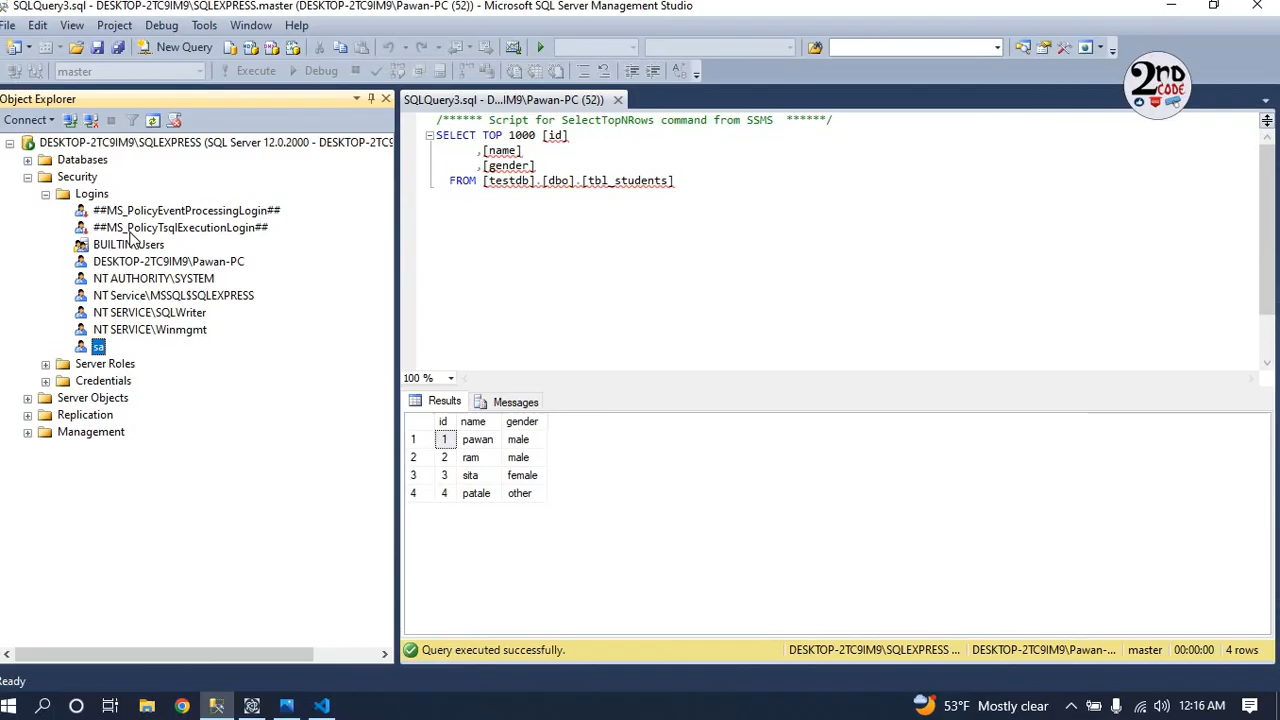 SQLQuery3.sql - DESKTOP-2TC9IM9\SQLEXPRESS.master (DESKTOP-2TC9IM9\Pawan-PC (52)) - Microsoft SQL Server Management Studio
File Edit View Project Debug Tools Window Help
New Query
master Execute Debug
2RD CODE
Object Explorer
SQLQuery3.sql - D...IM9\Pawan-PC (52))
Connect
DESKTOP-2TC9IM9\SQLEXPRESS (SQL Server 12.0.2000 - DESKTOP-2TC9
Databases
Security
Logins
##MS_PolicyEventProcessingLogin##
##MS_PolicyTsqlExecutionLogin##
BUILTIN\Users
DESKTOP-2TC9IM9\Pawan-PC
NT AUTHORITY\SYSTEM
NT Service\MSSQL$SQLEXPRESS
NT SERVICE\SQLWriter
NT SERVICE\Winmgmt
sa
Server Roles
Credentials
Server Objects
Replication
Management
/****** Script for SelectTopNRows command from SSMS ******/
SELECT TOP 1000 [id]
,[name]
,[gender]
FROM [testdb].[dbo].[tbl_students]
100 %
Results Messages
id name gender
1 1 pawan male
2 2 ram male
3 3 sita female
4 4 patale other
Query executed successfully. DESKTOP-2TC9IM9\SQLEXPRESS ... DESKTOP-2TC9IM9\Pawan-... master 00:00:00 4 rows
Ready
53°F Mostly clear 12:16 AM